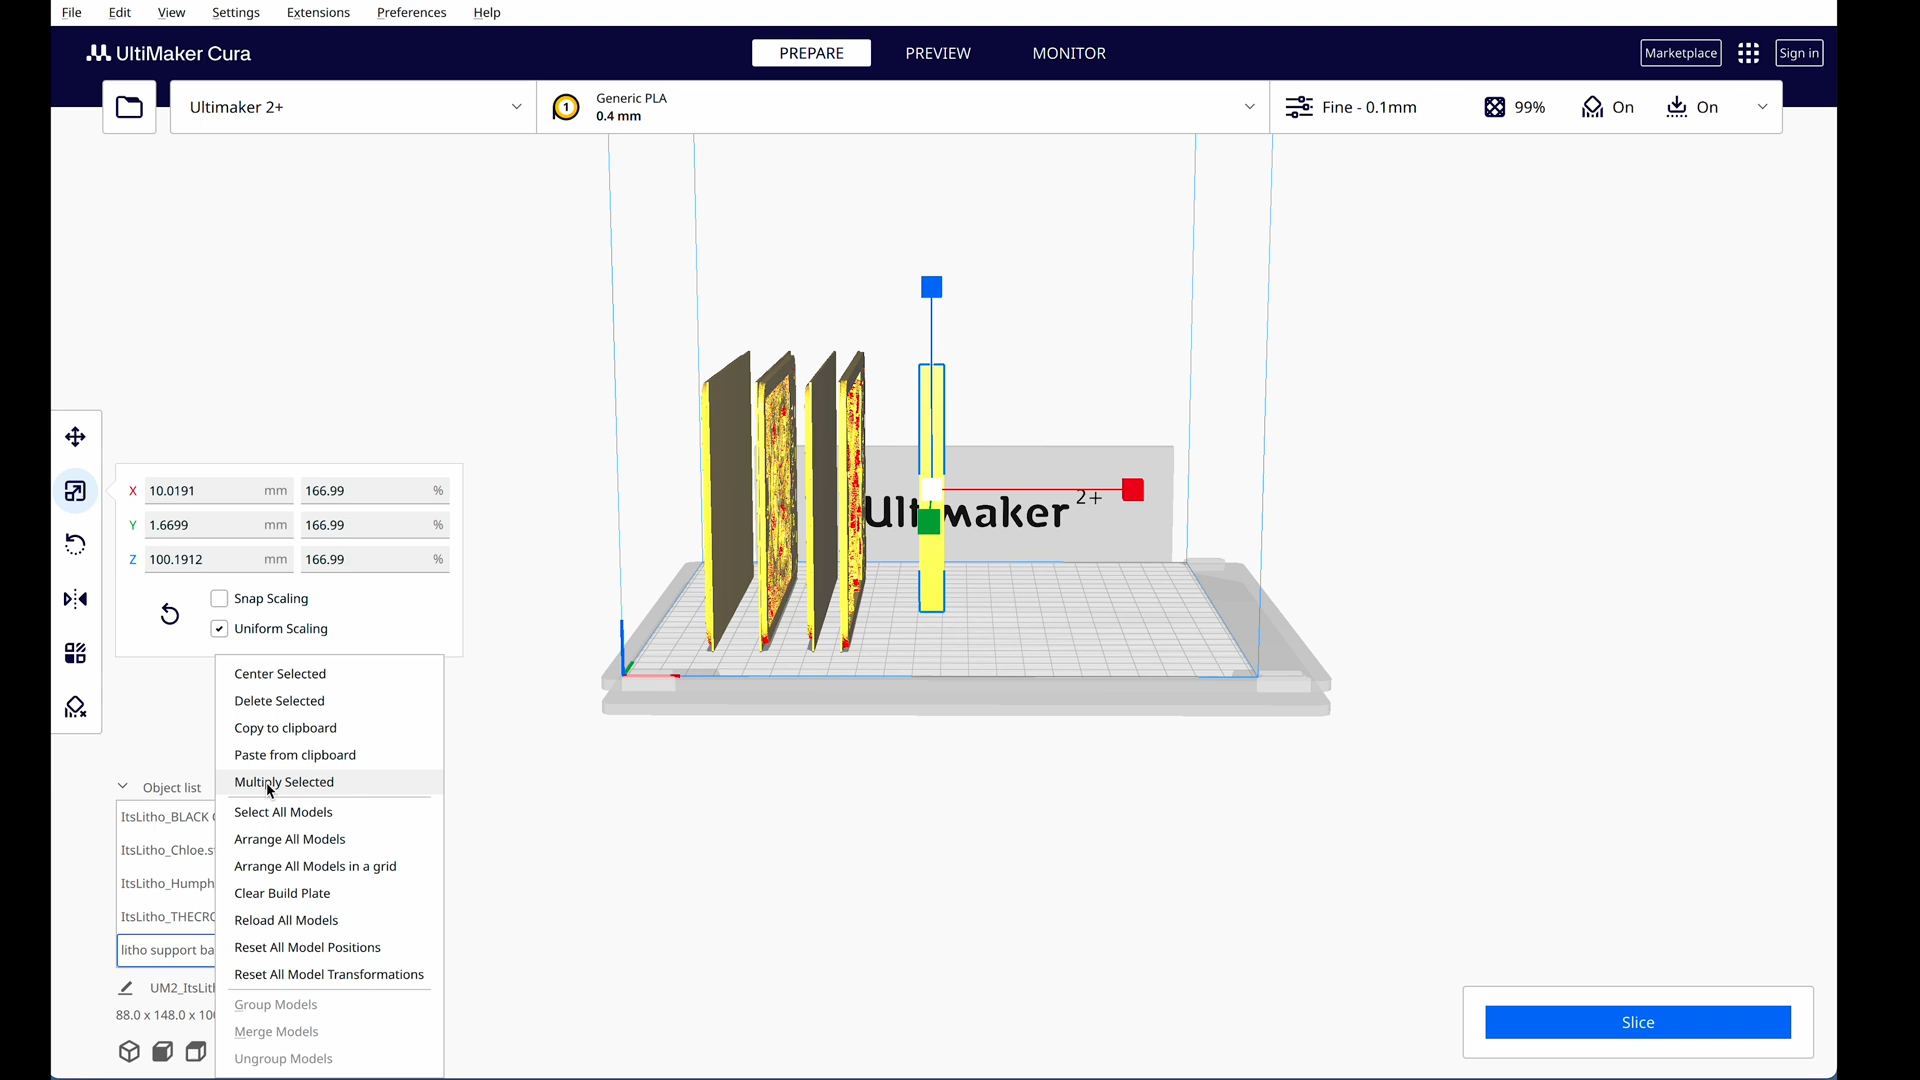 File Edit View Settings Extensions Preferences Help
UltiMaker Cura
PREPARE PREVIEW MONITOR
Marketplace
Sign in
Ultimaker 2+
1
Generic PLA
0.4 mm
Fine - 0.1mm
99%
On
On
Ultimaker 2+
X 10.0191 mm 166.99 %
Y 1.6699 mm 166.99 %
Z 100.1912 mm 166.99 %
Snap Scaling
Uniform Scaling
Center Selected
Delete Selected
Copy to clipboard
Paste from clipboard
Multiply Selected
Select All Models
Arrange All Models
Arrange All Models in a grid
Clear Build Plate
Reload All Models
Reset All Model Positions
Reset All Model Transformations
Group Models
Merge Models
Ungroup Models
Object list
ItsLitho_BLACK
ItsLitho_Chloe.s
ItsLitho_Humph
ItsLitho_THECRO
litho support ba
UM2_ItsLith
88.0 x 148.0 x 10
Slice